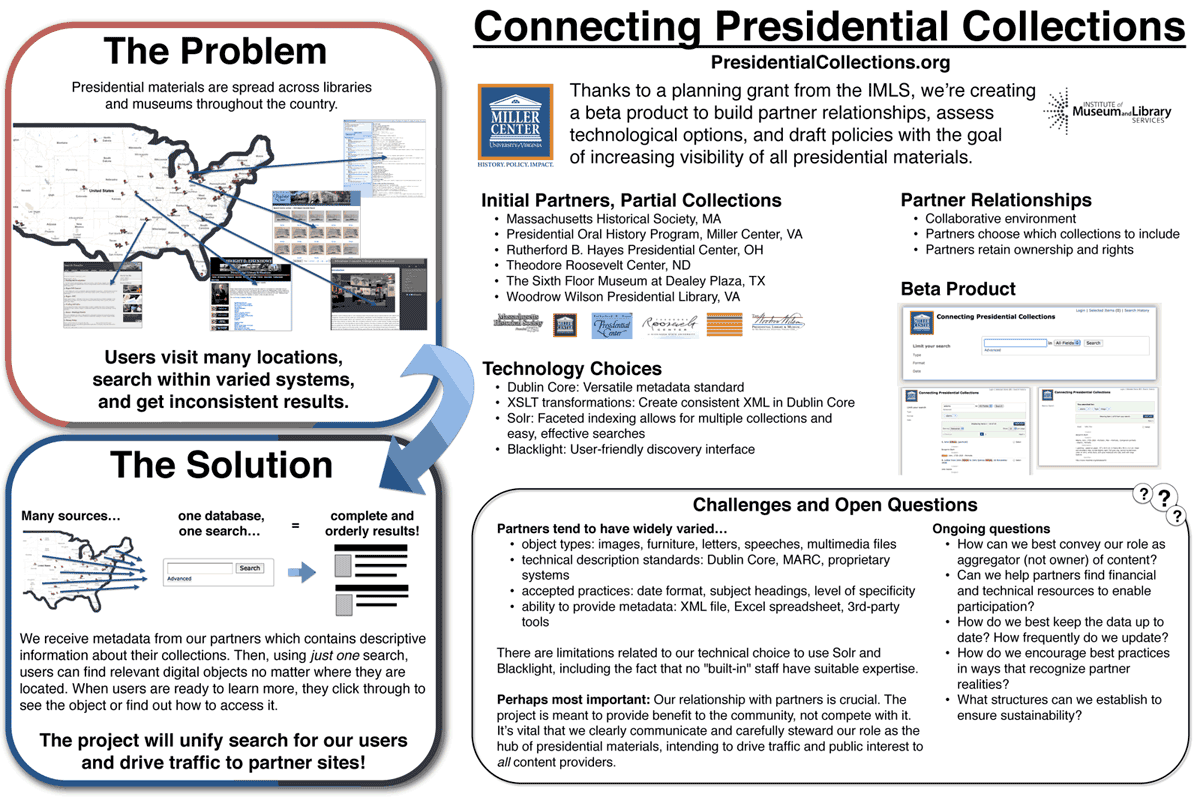 The Problem
Presidential materials are spread across libraries
and museums throughout the country.
United States
Users visit many locations,
search within varied systems,
and get inconsistent results.
The Solution
Many sources…
one database,
one search…
=
complete and
orderly results!
Search
Advanced
We receive metadata from our partners which contains descriptive
information about their collections. Then, using just one search,
users can find relevant digital objects no matter where they are
located. When users are ready to learn more, they click through to
see the object or find out how to access it.
The project will unify search for our users
and drive traffic to partner sites!
Connecting Presidential Collections
PresidentialCollections.org
MILLER
CENTER
UNIVERSITY of VIRGINIA
HISTORY. POLICY. IMPACT.
Thanks to a planning grant from the IMLS, we’re creating
a beta product to build partner relationships, assess
technological options, and draft policies with the goal
of increasing visibility of all presidential materials.
INSTITUTE of
Museum and Library
SERVICES
Initial Partners, Partial Collections
• Massachusetts Historical Society, MA
• Presidential Oral History Program, Miller Center, VA
• Rutherford B. Hayes Presidential Center, OH
• Theodore Roosevelt Center, ND
• The Sixth Floor Museum at Dealey Plaza, TX
• Woodrow Wilson Presidential Library, VA
Massachusetts
Historical Society
Presidential
Center
Roosevelt
CENTER
Technology Choices
• Dublin Core: Versatile metadata standard
• XSLT transformations: Create consistent XML in Dublin Core
• Solr: Faceted indexing allows for multiple collections and
easy, effective searches
• Blacklight: User-friendly discovery interface
Partner Relationships
• Collaborative environment
• Partners choose which collections to include
• Partners retain ownership and rights
Beta Product
Login | Selected Items (0) | Search History
Connecting Presidential Collections
Limit your search
Type
Format
Date
in All Fields Search
Advanced
Connecting Presidential Collections
Connecting Presidential Collections
? ? ?
Challenges and Open Questions
Partners tend to have widely varied…
• object types: images, furniture, letters, speeches, multimedia files
• technical description standards: Dublin Core, MARC, proprietary
systems
• accepted practices: date format, subject headings, level of specificity
• ability to provide metadata: XML file, Excel spreadsheet, 3rd-party
tools
There are limitations related to our technical choice to use Solr and
Blacklight, including the fact that no "built-in" staff have suitable expertise.
Perhaps most important: Our relationship with partners is crucial. The
project is meant to provide benefit to the community, not compete with it.
It’s vital that we clearly communicate and carefully steward our role as the
hub of presidential materials, intending to drive traffic and public interest to
all content providers.
Ongoing questions
• How can we best convey our role as
aggregator (not owner) of content?
• Can we help partners find financial
and technical resources to enable
participation?
• How do we best keep the data up to
date? How frequently do we update?
• How do we encourage best practices
in ways that recognize partner
realities?
• What structures can we establish to
ensure sustainability?